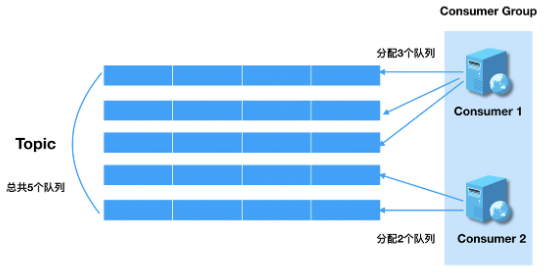 Consumer Group
分配3个队列
Consumer 1
Topic
总共5个队列
Consumer 2
分配2个队列